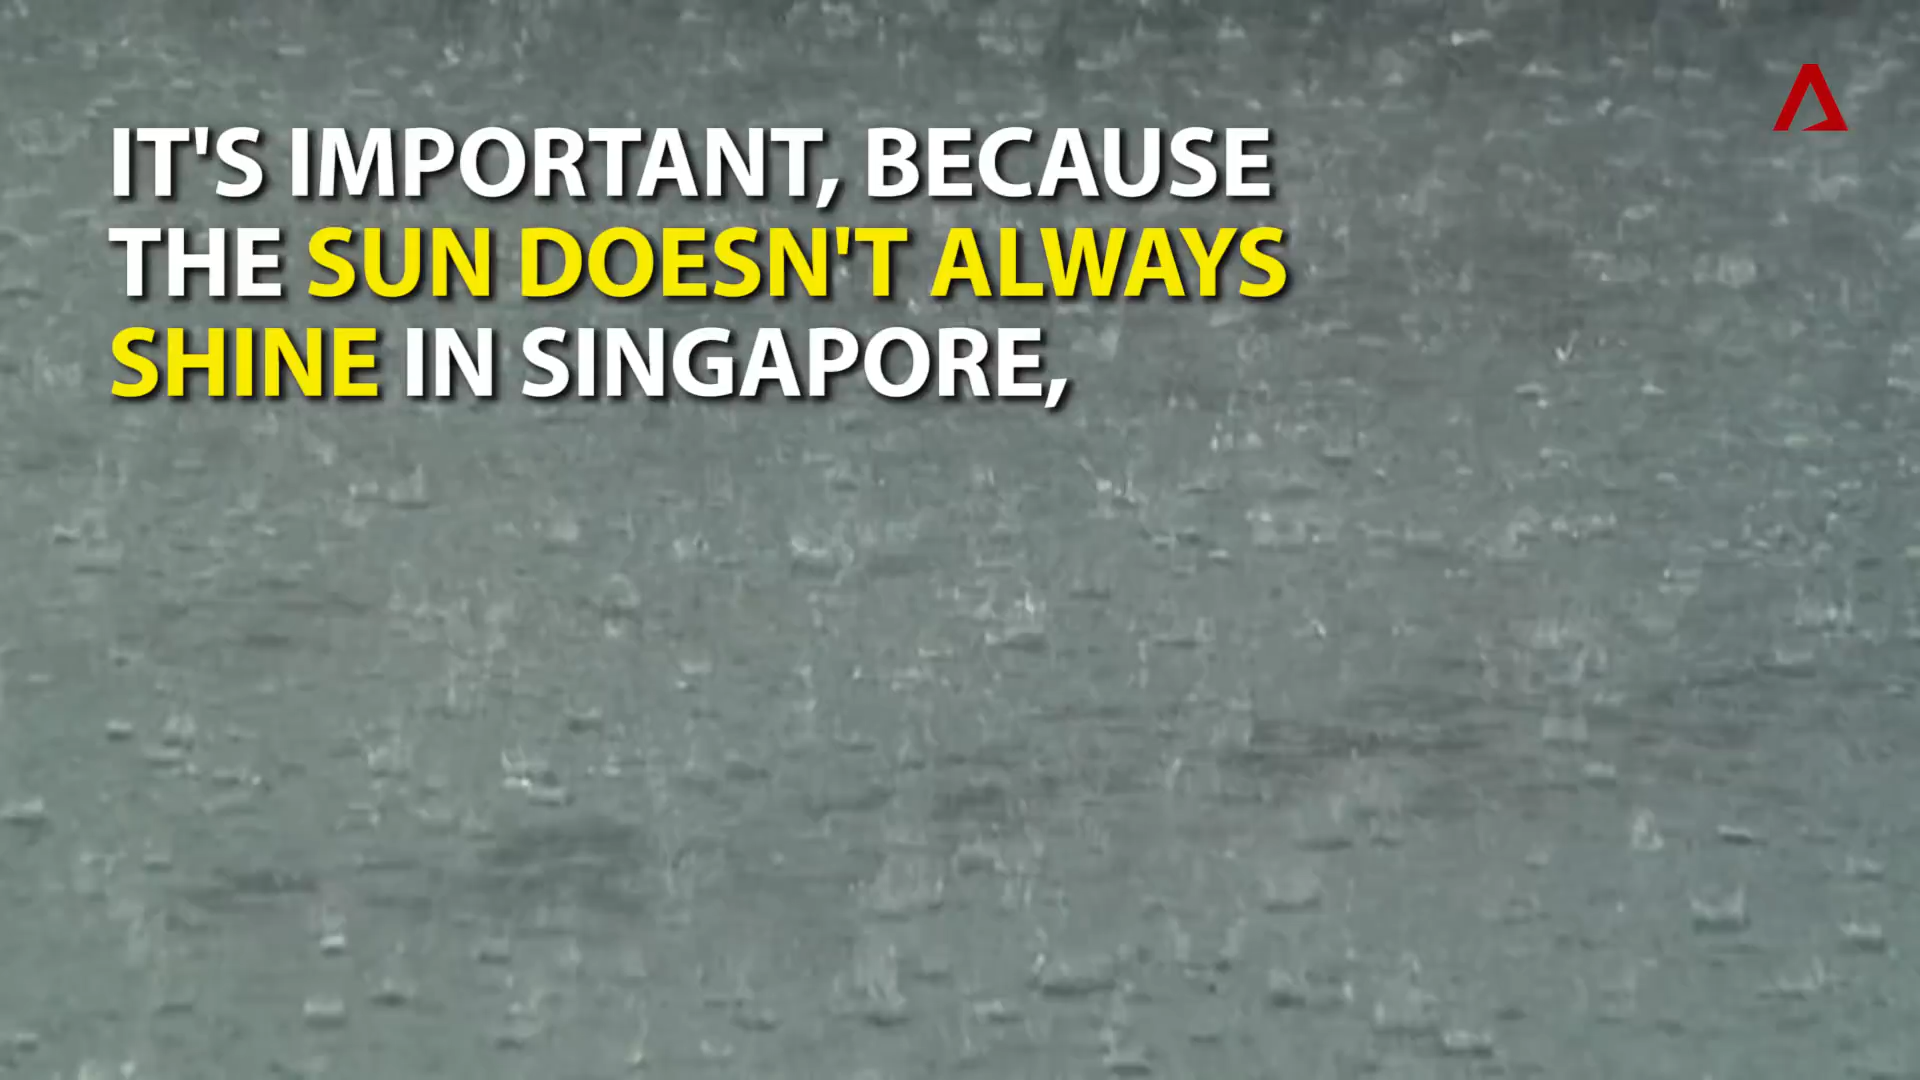 IT'S IMPORTANT, BECAUSE
THE SUN DOESN'T ALWAYS
SHINE IN SINGAPORE,